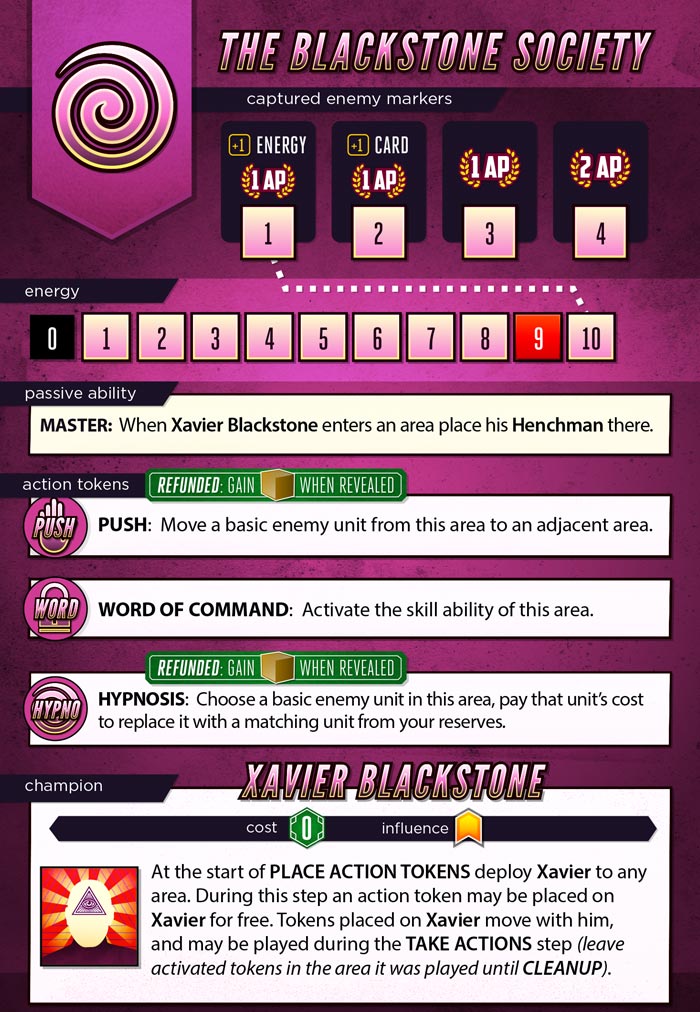 THE BLACKSTONE SOCIETY
captured enemy markers
+1 ENERGY
1 AP
1
+1 CARD
1 AP
2
1 AP
3
2 AP
4
energy
0 1 2 3 4 5 6 7 8 9 10
passive ability
MASTER: When Xavier Blackstone enters an area place his Henchman there.
action tokens
REFUNDED: GAIN WHEN REVEALED
PUSH
PUSH: Move a basic enemy unit from this area to an adjacent area.
WORD
WORD OF COMMAND: Activate the skill ability of this area.
REFUNDED: GAIN WHEN REVEALED
HYPNO
HYPNOSIS: Choose a basic enemy unit in this area, pay that unit's cost
to replace it with a matching unit from your reserves.
champion
XAVIER BLACKSTONE
cost 0 influence
At the start of PLACE ACTION TOKENS deploy Xavier to any
area. During this step an action token may be placed on
Xavier for free. Tokens placed on Xavier move with him,
and may be played during the TAKE ACTIONS step (leave
activated tokens in the area it was played until CLEANUP).